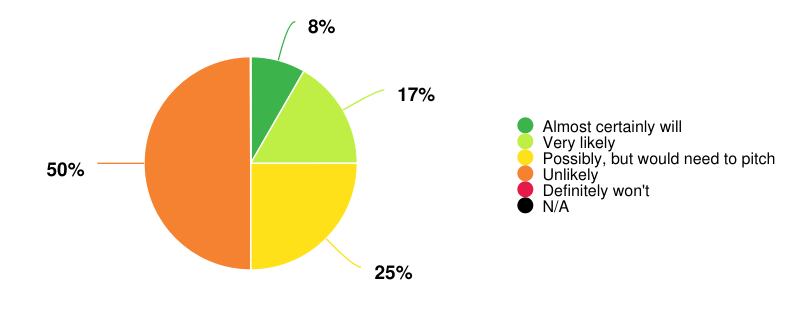 8%
17%
50%
25%
Almost certainly will
Very likely
Possibly, but would need to pitch
Unlikely
Definitely won't
N/A